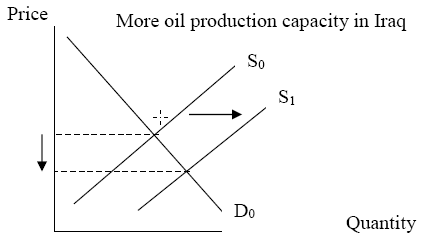 Price
More oil production capacity in Iraq
S₀
S₁
D₀
Quantity